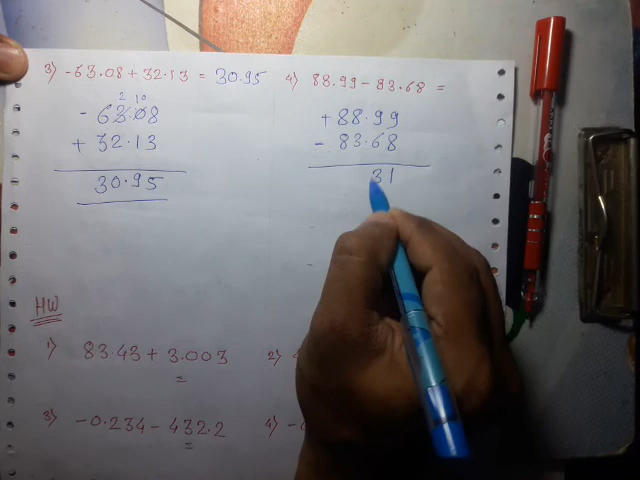 3) -63.08 + 32.13 = 30.95
2 10
- 63.08
+ 32.13
30.95
4) 88.99 - 83.68 =
+ 88.99
- 83.68
31
HW
1) 83.43 + 3.003
=
2)
3) -0.234 - 432.2
=
4) -